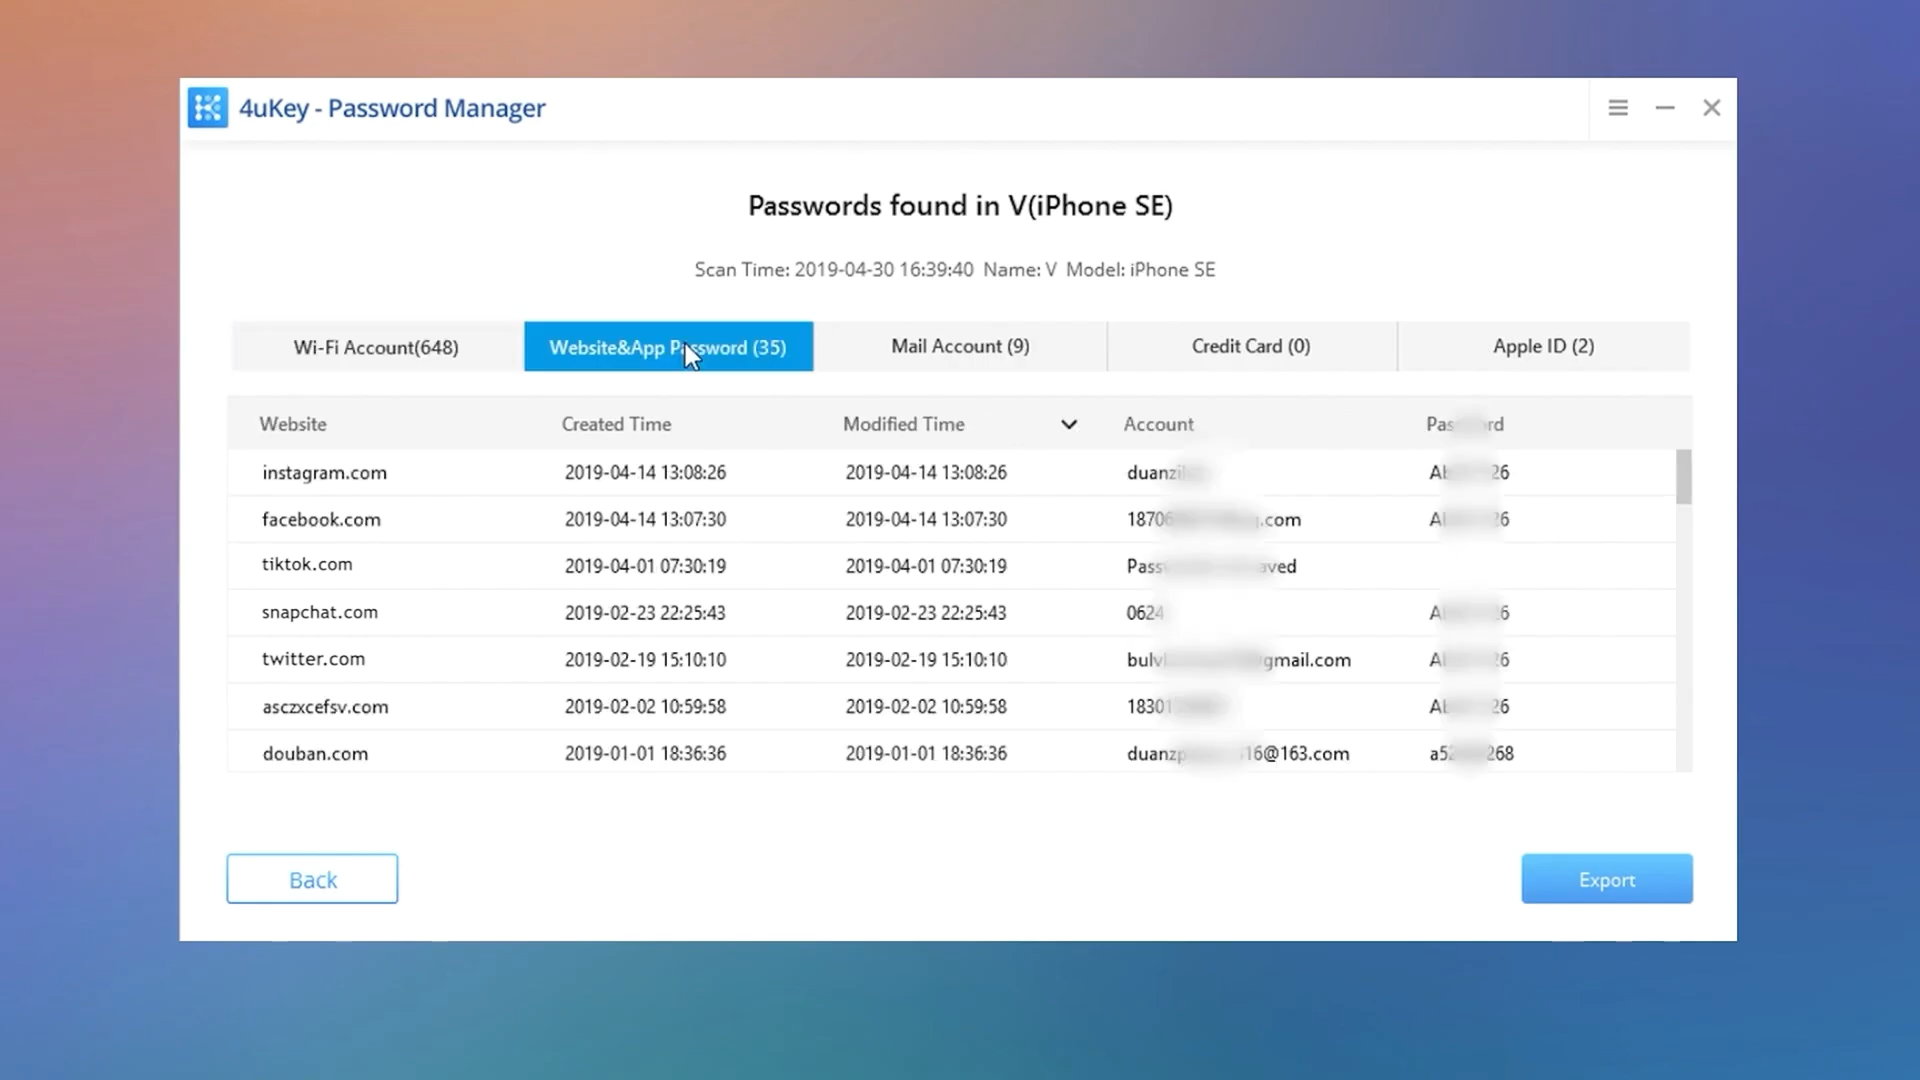 4uKey - Password Manager
Passwords found in V(iPhone SE)
Scan Time: 2019-04-30 16:39:40 Name: V Model: iPhone SE
Wi-Fi Account(648) Website&App Password (35) Mail Account (9) Credit Card (0) Apple ID (2)
Website Created Time Modified Time Account
instagram.com 2019-04-14 13:08:26 2019-04-14 13:08:26
facebook.com 2019-04-14 13:07:30 2019-04-14 13:07:30
tiktok.com 2019-04-01 07:30:19 2019-04-01 07:30:19
snapchat.com 2019-02-23 22:25:43 2019-02-23 22:25:43 0624
twitter.com 2019-02-19 15:10:10 2019-02-19 15:10:10
asczxcefsv.com 2019-02-02 10:59:58 2019-02-02 10:59:58
douban.com 2019-01-01 18:36:36 2019-01-01 18:36:36
Back Export